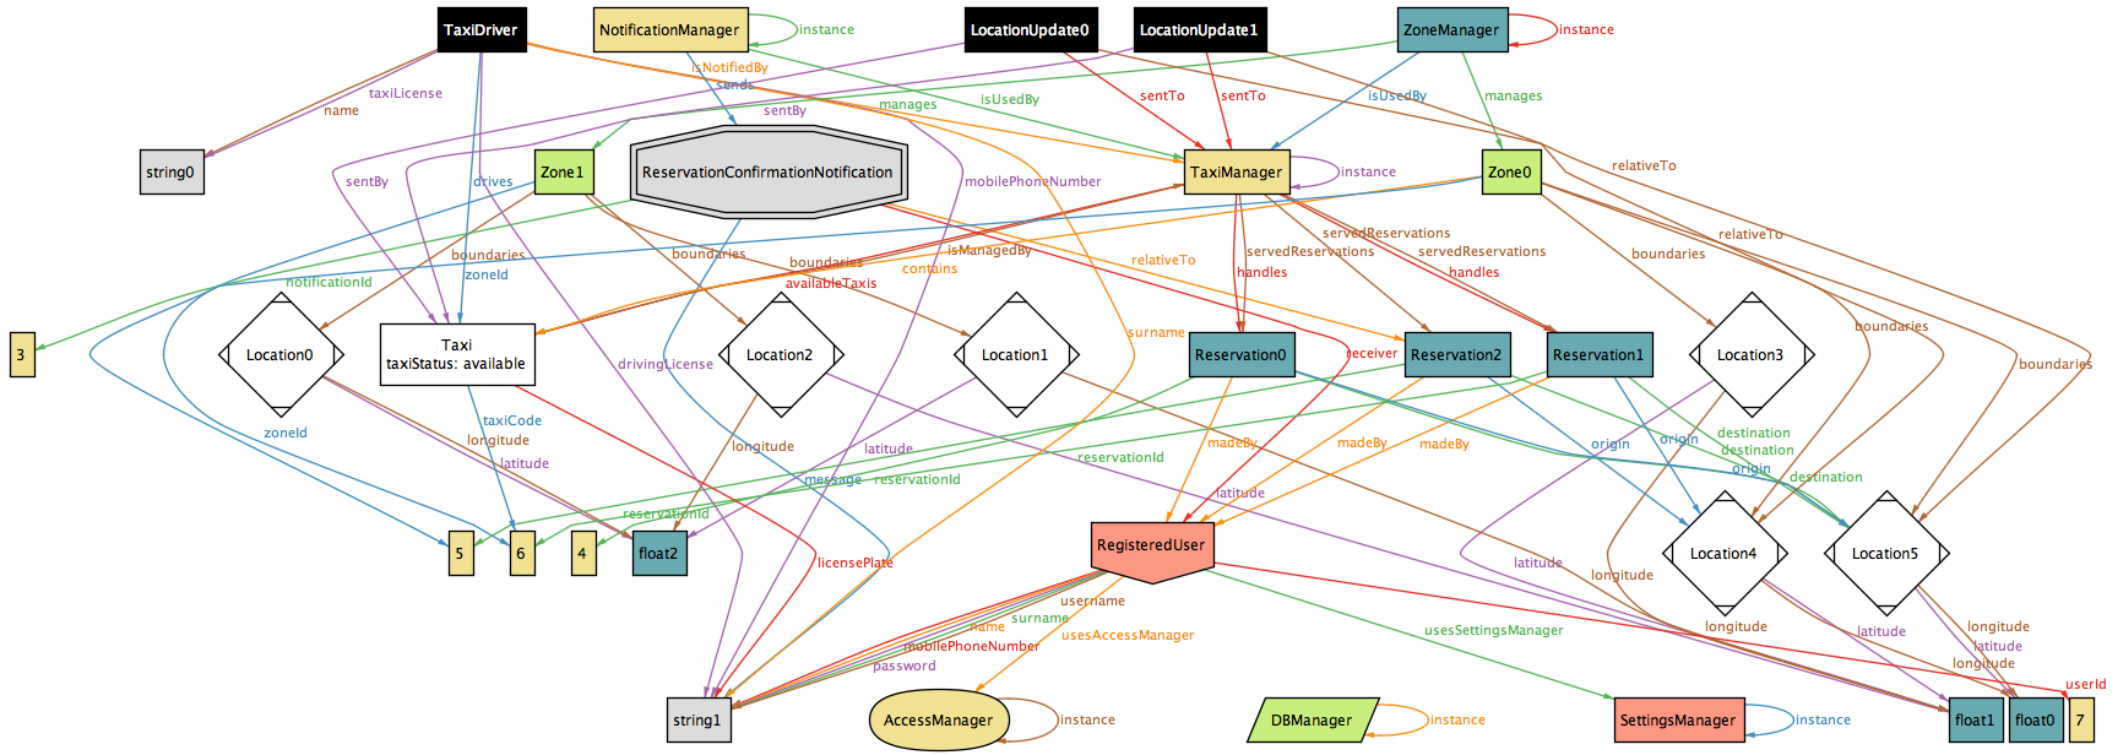 TaxiDriver
NotificationManager
instance
LocationUpdate0
LocationUpdate1
ZoneManager
instance
isNotifiedBy
sends
taxiLicense
name
manages
isUsedBy
sentTo
sentTo
isUsedBy
manages
sentBy
string0
Zone1
ReservationConfirmationNotification
TaxiManager
instance
Zone0
relativeTo
sentBy
drives
mobilePhoneNumber
servedReservations
relativeTo
boundaries
zoneId
boundaries
boundaries
isManagedBy
contains
relativeTo
servedReservations
handles
servedReservations
handles
boundaries
notificationId
availableTaxis
3
Location0
Taxi
taxiStatus: available
Location2
Location1
surname
Reservation0
receiver
Reservation2
Reservation1
Location3
boundaries
boundaries
drivingLicense
zoneId
taxiCode
longitude
latitude
longitude
latitude
madeBy
madeBy
madeBy
origin
origin
destination
destination
origin
destination
reservationId
message
reservationId
latitude
reservationId
5
6
4
float2
licensePlate
RegisteredUser
latitude
longitude
Location4
Location5
username
surname
name
usesAccessManager
mobilePhoneNumber
password
usesSettingsManager
longitude
latitude
longitude
latitude
longitude
userId
string1
AccessManager
instance
DBManager
instance
SettingsManager
instance
float1
float0
7